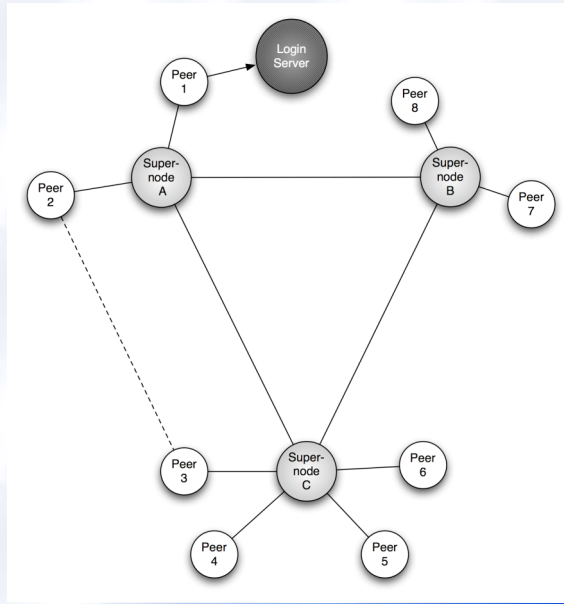 Login
Server
Peer
1
Peer
8
Super-
node
A
Super-
node
B
Peer
2
Peer
7
Super-
node
C
Peer
3
Peer
6
Peer
4
Peer
5